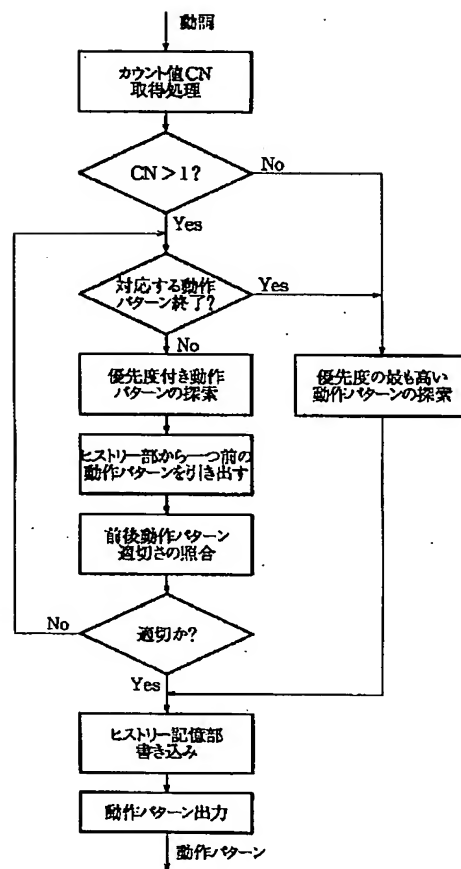 動詞
カウント値CN
取得処理
CN > 1?
No
Yes
対応する動作
パターン終了?
Yes
No
優先度付き動作
パターンの探索
優先度の最も高い
動作パターンの探索
ヒストリー部から一つ前の
動作パターンを引き出す
前後動作パターン
適切さの照合
No
適切か?
Yes
ヒストリー記憶部
書き込み
動作パターン出力
動作パターン